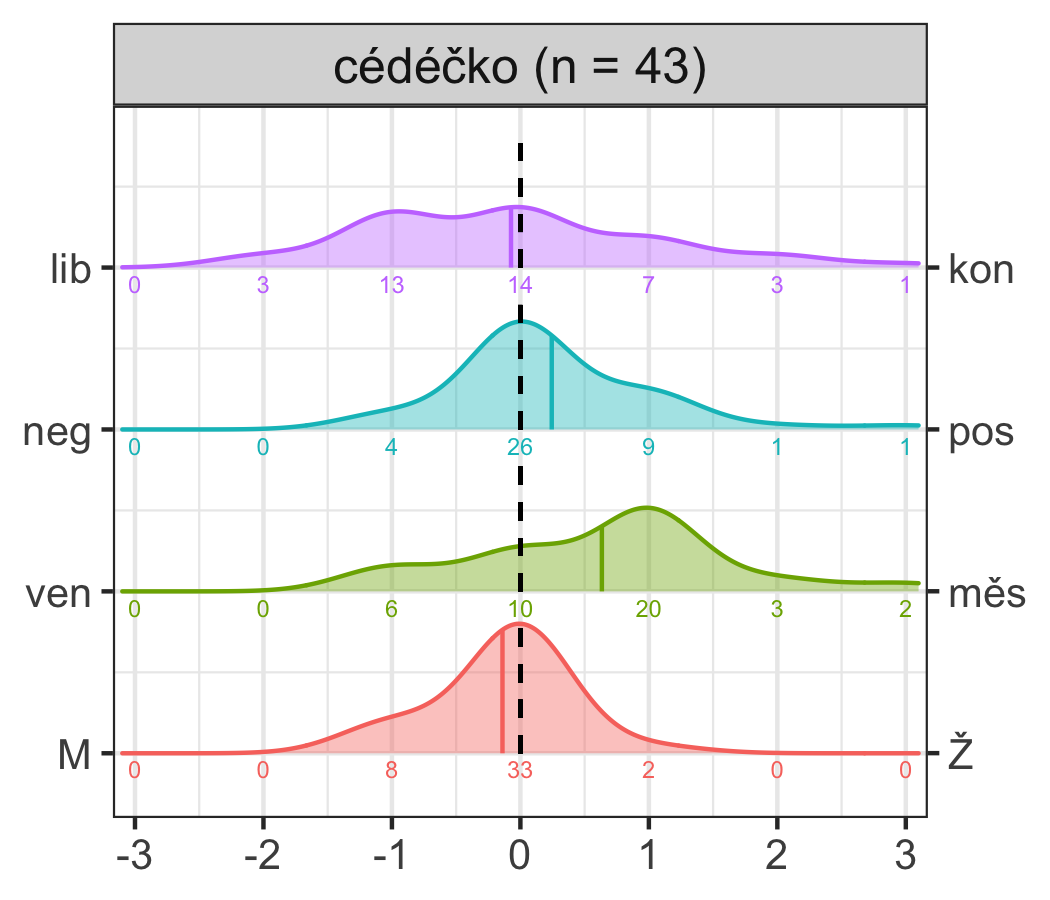 cédéčko (n = 43)
lib kon
0 3 13 14 7 3 1
neg pos
0 0 4 26 9 1 1
ven měs
0 0 6 10 20 3 2
M Ž
0 0 8 33 2 0 0
-3 -2 -1 0 1 2 3